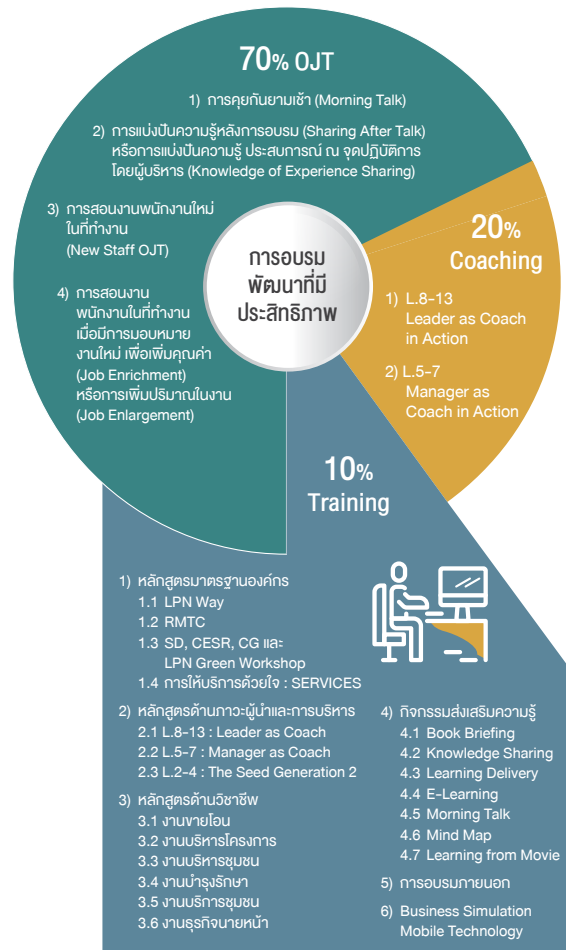 70% OJT
1) การคุยกันยามเช้า (Morning Talk)
2) การแบ่งปันความรู้หลังการอบรม (Sharing After Talk)
หรือการแบ่งปันความรู้ ประสบการณ์ ณ จุดปฏิบัติการ
โดยผู้บริหาร (Knowledge of Experience Sharing)
3) การสอนงานพนักงานใหม่
ในที่ทำงาน
(New Staff OJT)
4) การสอนงาน
พนักงานในที่ทำงาน
เมื่อมีการมอบหมาย
งานใหม่ เพื่อเพิ่มคุณค่า
(Job Enrichment)
หรือการเพิ่มปริมาณในงาน
(Job Enlargement)
การอบรม
พัฒนาที่มี
ประสิทธิภาพ
20%
Coaching
1) L.8-13
Leader as Coach
in Action
2) L.5-7
Manager as
Coach in Action
10%
Training
1) หลักสูตรมาตรฐานองค์กร
1.1 LPN Way
1.2 RMTC
1.3 SD, CESR, CG และ
LPN Green Workshop
1.4 การให้บริการด้วยใจ : SERVICES
2) หลักสูตรด้านภาวะผู้นำและการบริหาร
2.1 L.8-13 : Leader as Coach
2.2 L.5-7 : Manager as Coach
2.3 L.2-4 : The Seed Generation 2
3) หลักสูตรด้านวิชาชีพ
3.1 งานขายโอน
3.2 งานบริหารโครงการ
3.3 งานบริหารชุมชน
3.4 งานบำรุงรักษา
3.5 งานบริการชุมชน
3.6 งานธุรกิจนายหน้า
4) กิจกรรมส่งเสริมความรู้
4.1 Book Briefing
4.2 Knowledge Sharing
4.3 Learning Delivery
4.4 E-Learning
4.5 Morning Talk
4.6 Mind Map
4.7 Learning from Movie
5) การอบรมภายนอก
6) Business Simulation
Mobile Technology